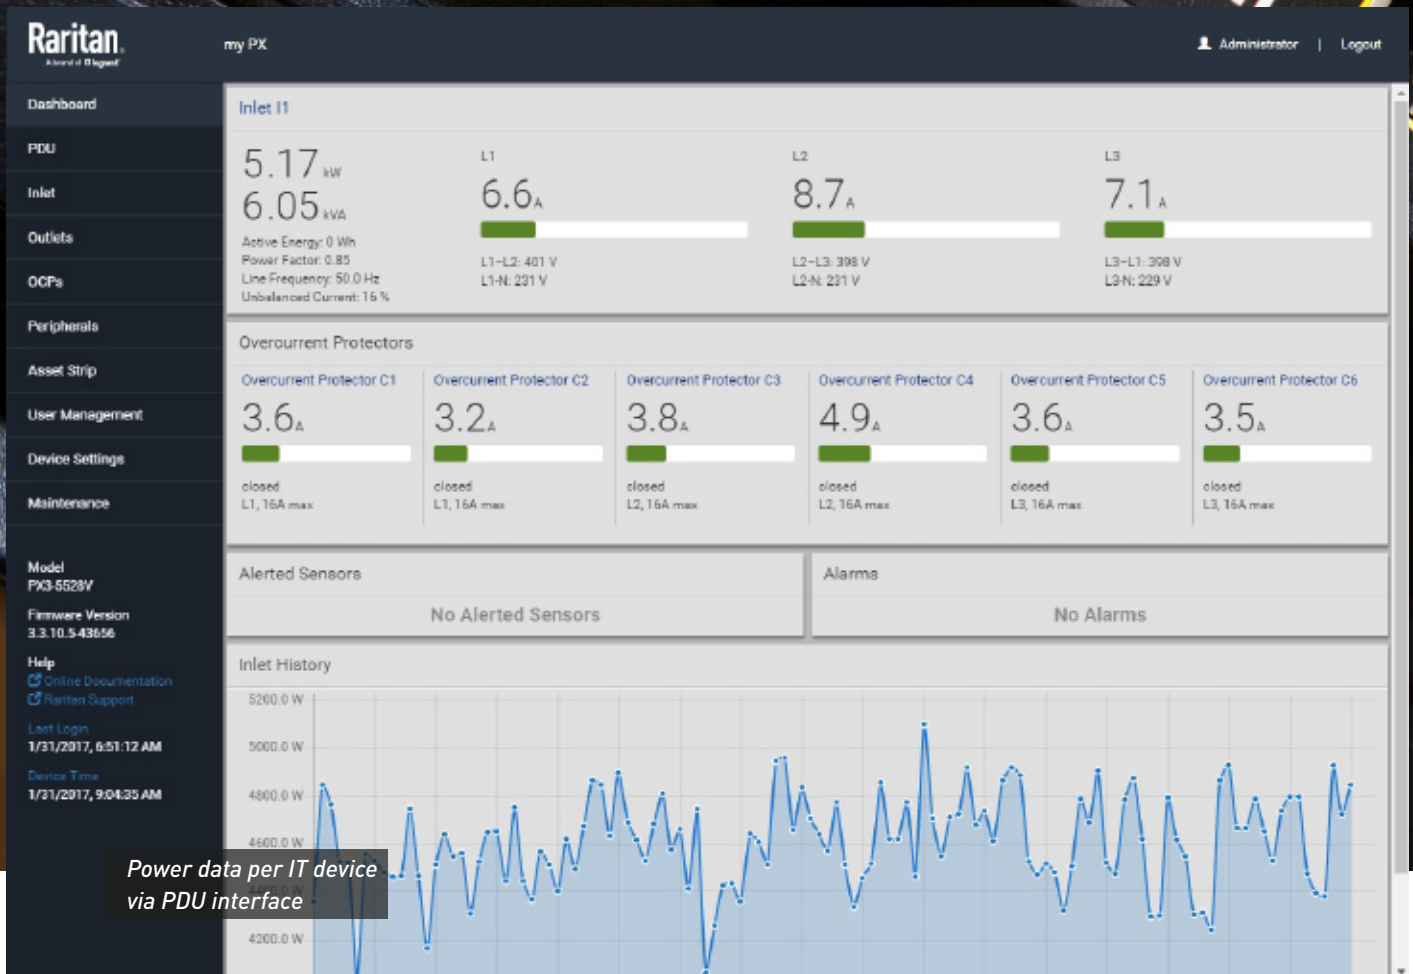 Raritan.
A brand of legrand
my PX
Administrator | Logout
Dashboard
PDU
Inlet
Outlets
OCPs
Peripherals
Asset Strip
User Management
Device Settings
Maintenance
Model
PX3-5528V
Firmware Version
3.3.10.5-43656
Help
Online Documentation
Raritan Support
Last Login
1/31/2017, 6:51:12 AM
Device Time
1/31/2017, 9:04:35 AM
Inlet I1
5.17 kW
6.05 kVA
Active Energy: 0 Wh
Power Factor: 0.85
Line Frequency: 50.0 Hz
Unbalanced Current: 16 %
L1
6.6 A
L1-L2: 401 V
L1-N: 231 V
L2
8.7 A
L2-L3: 398 V
L2-N: 231 V
L3
7.1 A
L3-L1: 398 V
L3-N: 229 V
Overcurrent Protectors
Overcurrent Protector C1
3.6 A
closed
L1, 16A max
Overcurrent Protector C2
3.2 A
closed
L1, 16A max
Overcurrent Protector C3
3.8 A
closed
L2, 16A max
Overcurrent Protector C4
4.9 A
closed
L2, 16A max
Overcurrent Protector C5
3.6 A
closed
L3, 16A max
Overcurrent Protector C6
3.5 A
closed
L3, 16A max
Alerted Sensors
No Alerted Sensors
Alarms
No Alarms
Inlet History
5200.0 W
5000.0 W
4800.0 W
4600.0 W
4400.0 W
4200.0 W
Power data per IT device
via PDU interface